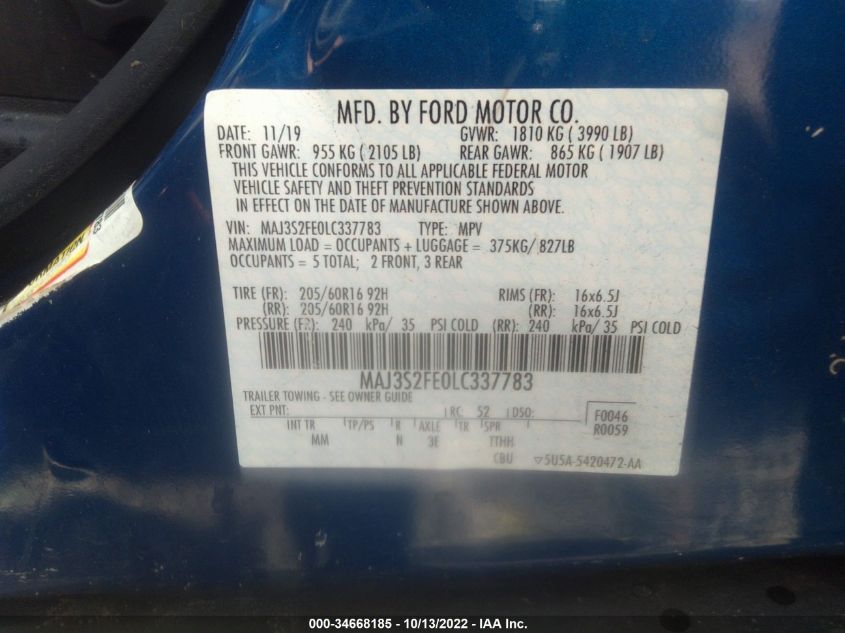 MFD. BY FORD MOTOR CO.
DATE: 11/19 GVWR: 1810 KG ( 3990 LB)
FRONT GAWR: 955 KG ( 2105 LB) REAR GAWR: 865 KG ( 1907 LB)
THIS VEHICLE CONFORMS TO ALL APPLICABLE FEDERAL MOTOR
VEHICLE SAFETY AND THEFT PREVENTION STANDARDS
IN EFFECT ON THE DATE OF MANUFACTURE SHOWN ABOVE.
VIN: MAJ3S2FE0LC337783 TYPE: MPV
MAXIMUM LOAD = OCCUPANTS + LUGGAGE = 375KG/ 827LB
OCCUPANTS = 5 TOTAL; 2 FRONT, 3 REAR
TIRE (FR): 205/60R16 92H RIMS (FR): 16x6.5J
(RR): 205/60R16 92H (RR): 16x6.5J
PRESSURE (FR): 240 kPa/ 35 PSI COLD (RR): 240 kPa/ 35 PSI COLD
MAJ3S2FE0LC337783
TRAILER TOWING - SEE OWNER GUIDE
EXT PNT: RC: 52 DSO: F0046
INT TR TP/PS R AXLE TR SPR R0059
MM N 3E TTHH
CBU ▽5U5A-5420472-AA
000-34668185 - 10/13/2022 - IAA Inc.